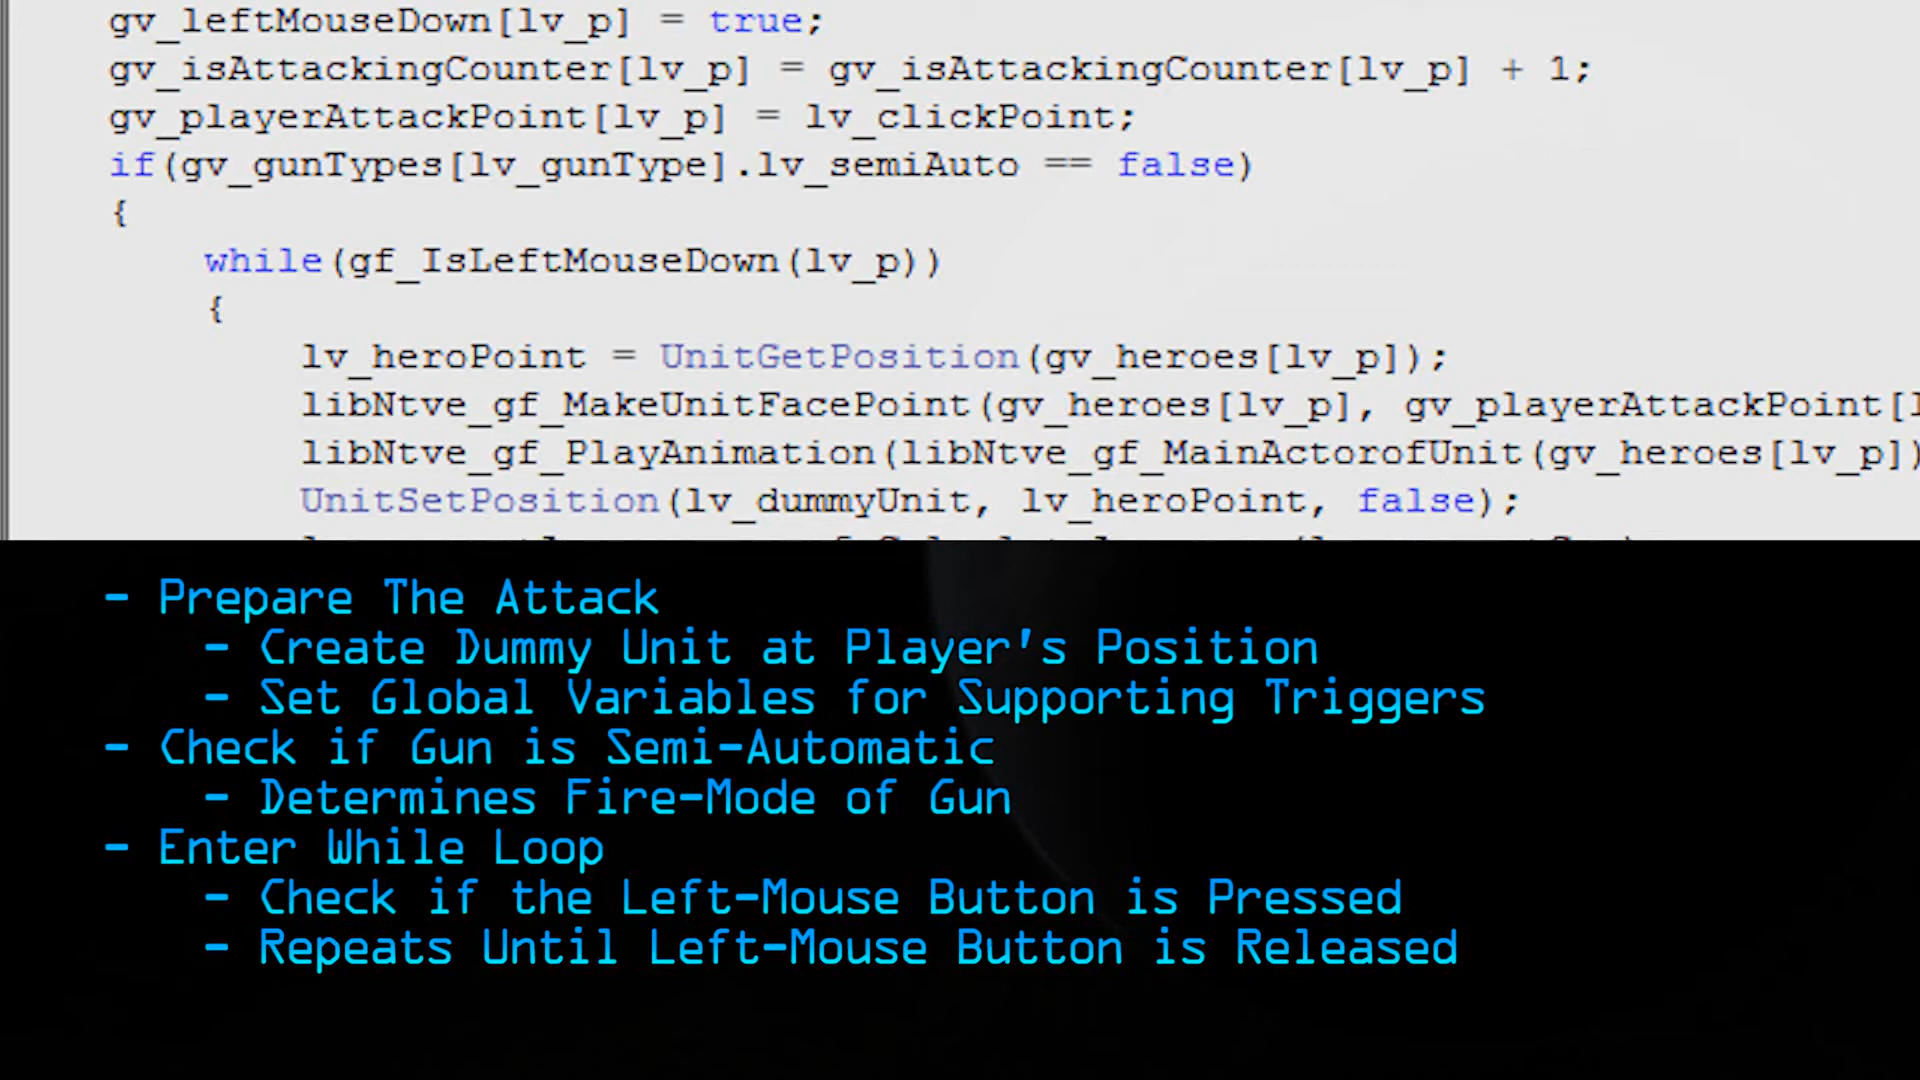 gv_leftMouseDown[lv_p] = true;
gv_isAttackingCounter[lv_p] = gv_isAttackingCounter[lv_p] + 1;
gv_playerAttackPoint[lv_p] = lv_clickPoint;
if(gv_gunTypes[lv_gunType].lv_semiAuto == false)
{
while(gf_IsLeftMouseDown(lv_p))
{
lv_heroPoint = UnitGetPosition(gv_heroes[lv_p]);
libNtve_gf_MakeUnitFacePoint(gv_heroes[lv_p], gv_playerAttackPoint[l
libNtve_gf_PlayAnimation(libNtve_gf_MainActorofUnit(gv_heroes[lv_p])
UnitSetPosition(lv_dummyUnit, lv_heroPoint, false);
- Prepare The Attack
- Create Dummy Unit at Player's Position
- Set Global Variables for Supporting Triggers
- Check if Gun is Semi-Automatic
- Determines Fire-Mode of Gun
- Enter While Loop
- Check if the Left-Mouse Button is Pressed
- Repeats Until Left-Mouse Button is Released